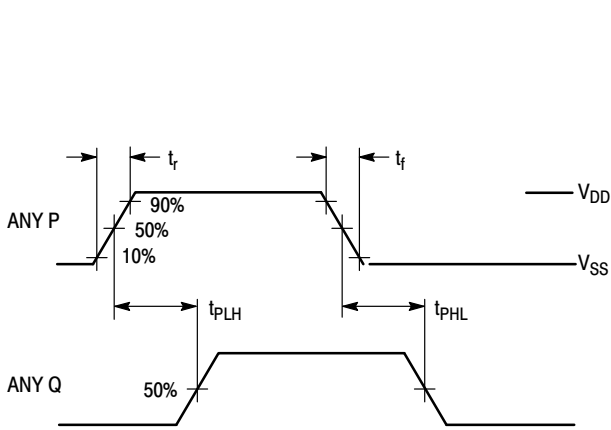 tr
tf
VDD
90%
ANY P
50%
10%
VSS
tPLH
tPHL
ANY Q
50%